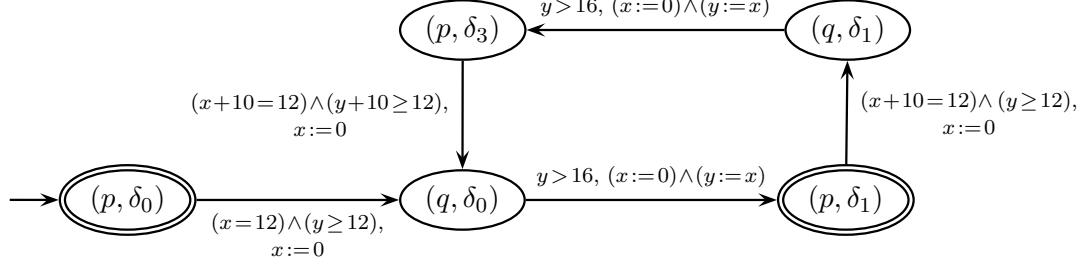 y>16, (x:=0)∧(y:=x)
(p, δ₃)
(q, δ₁)
(x+10=12)∧(y+10≥12),
x:=0
(x+10=12)∧(y≥12),
x:=0
(p, δ₀)
(q, δ₀)
y>16, (x:=0)∧(y:=x)
(p, δ₁)
(x=12)∧(y≥12),
x:=0